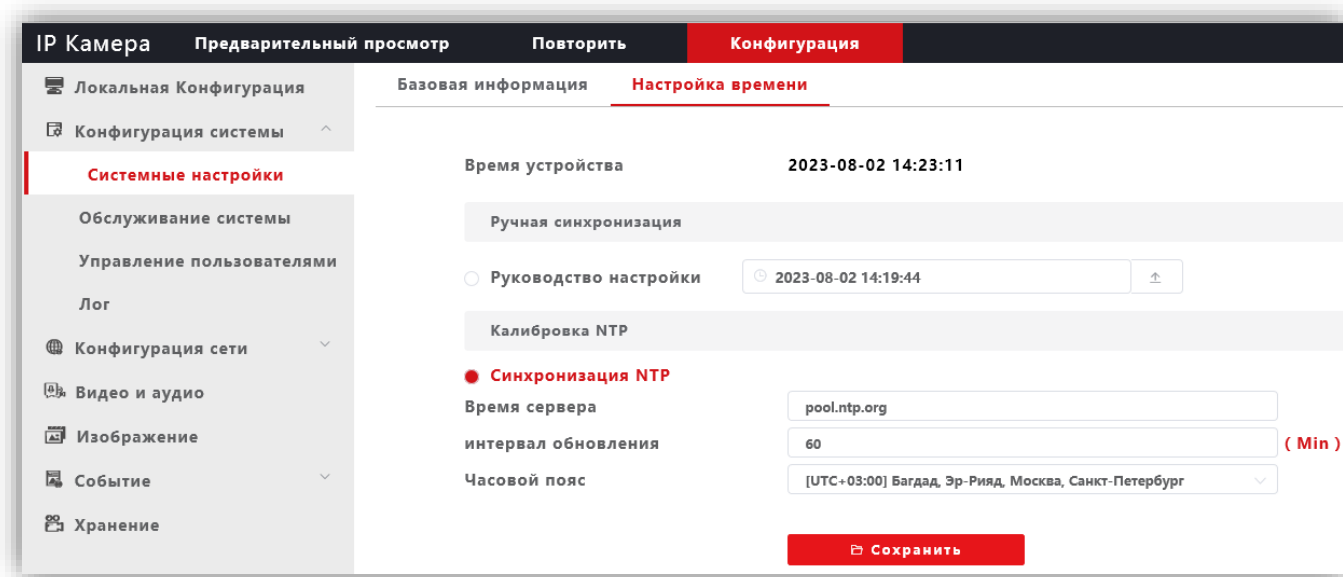 IP Камера Предварительный просмотр Повторить Конфигурация
Локальная Конфигурация
Конфигурация системы
Системные настройки
Обслуживание системы
Управление пользователями
Лог
Конфигурация сети
Видео и аудио
Изображение
Событие
Хранение
Базовая информация Настройка времени
Время устройства 2023-08-02 14:23:11
Ручная синхронизация
Руководство настройки 2023-08-02 14:19:44
Калибровка NTP
Синхронизация NTP
Время сервера pool.ntp.org
интервал обновления 60 ( Min )
Часовой пояс [UTC+03:00] Багдад, Эр-Рияд, Москва, Санкт-Петербург
Сохранить